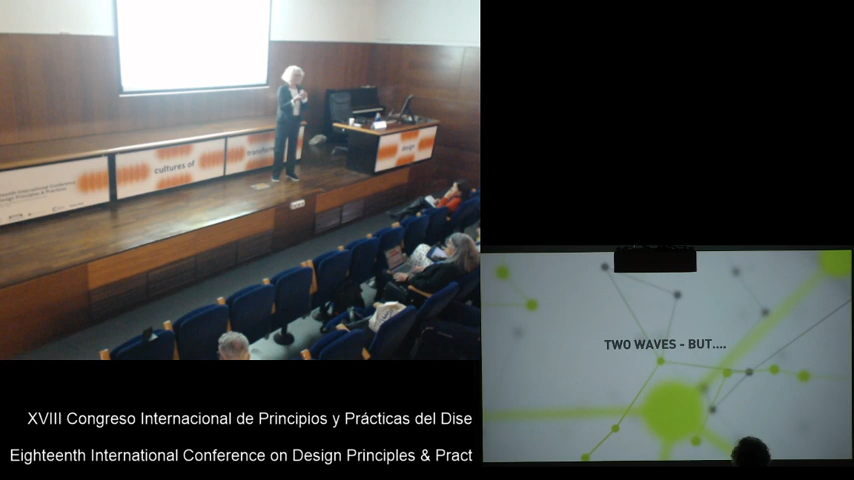 cultures of
transform
design
TWO WAVES - BUT....
XVIII Congreso Internacional de Principios y Prácticas del Dise
Eighteenth International Conference on Design Principles & Pract